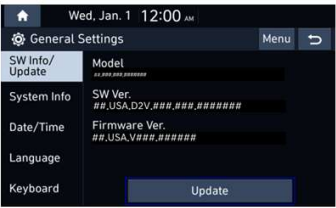 Wed, Jan. 1 12:00 AM
General Settings
Menu
SW Info/
Update
Model
##,###,###,#######
System Info
SW Ver.
##,USA,D2V,###,###,#######
Date/Time
Firmware Ver.
##,USA,V###,######
Language
Keyboard
Update